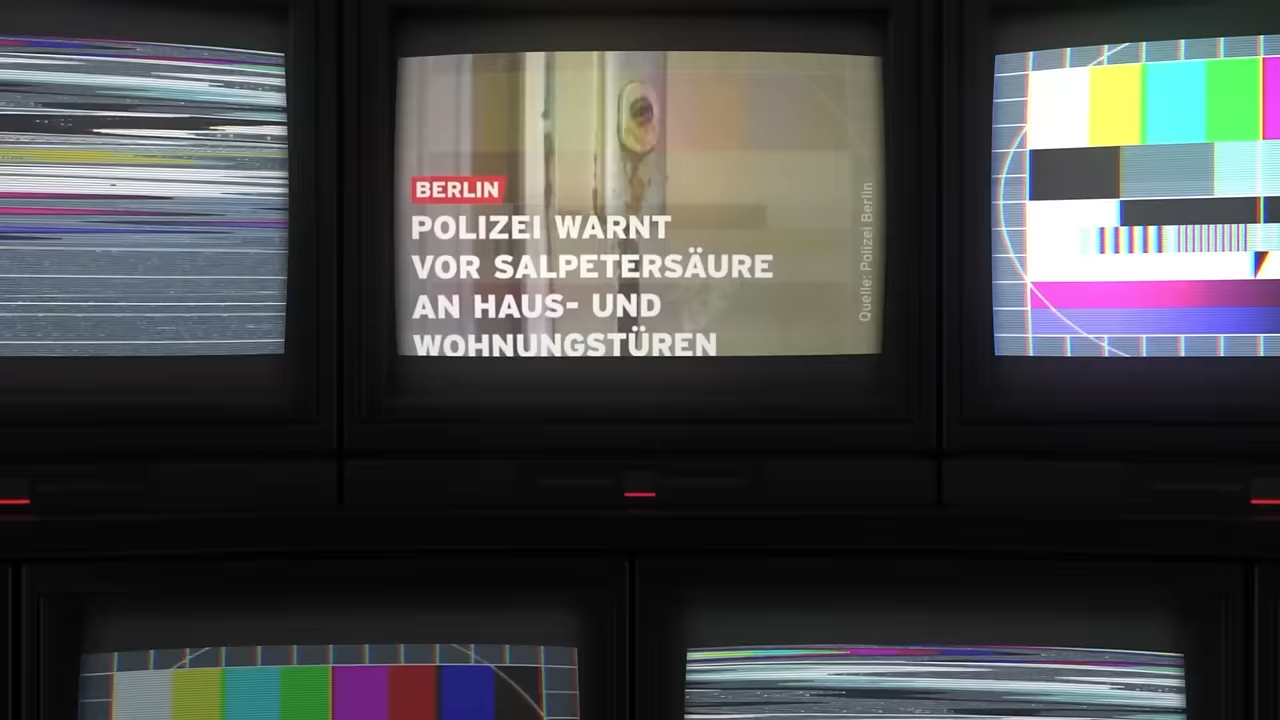 BERLIN
POLIZEI WARNT
VOR SALPETERSÄURE
AN HAUS- UND
WOHNUNGSTÜREN
Quelle: Polizei Berlin